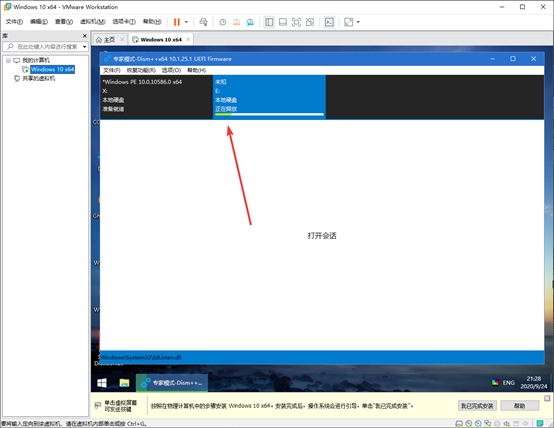 Windows 10 x64 - VMware Workstation
文件(F) 编辑(E) 查看(V) 虚拟机(M) 选项卡(T) 帮助(H)
库
在此处键入内容进行搜索
我的计算机
Windows 10 x64
共享的虚拟机
主页
Windows 10 x64
专家模式-Dism++x64 10.1.25.1 UEFI Firmware
文件(F) 恢复功能(R) 选项(O) 帮助(H)
*Windows PE 10.0.10586.0 x64
X:
本地硬盘
准备就绪
未知
E:
本地硬盘
正在释放
打开会话
专家模式-Dism++...
ENG
21:28
2020/9/24
单击虚拟屏幕
可发送按键
按照在物理计算机中的步骤安装 Windows 10 x64。安装完成后，操作系统会进行引导，单击“我已完成安装”。
我已完成安装
帮助
要将输入定向到该虚拟机，请在虚拟机内部单击或按 Ctrl+G。